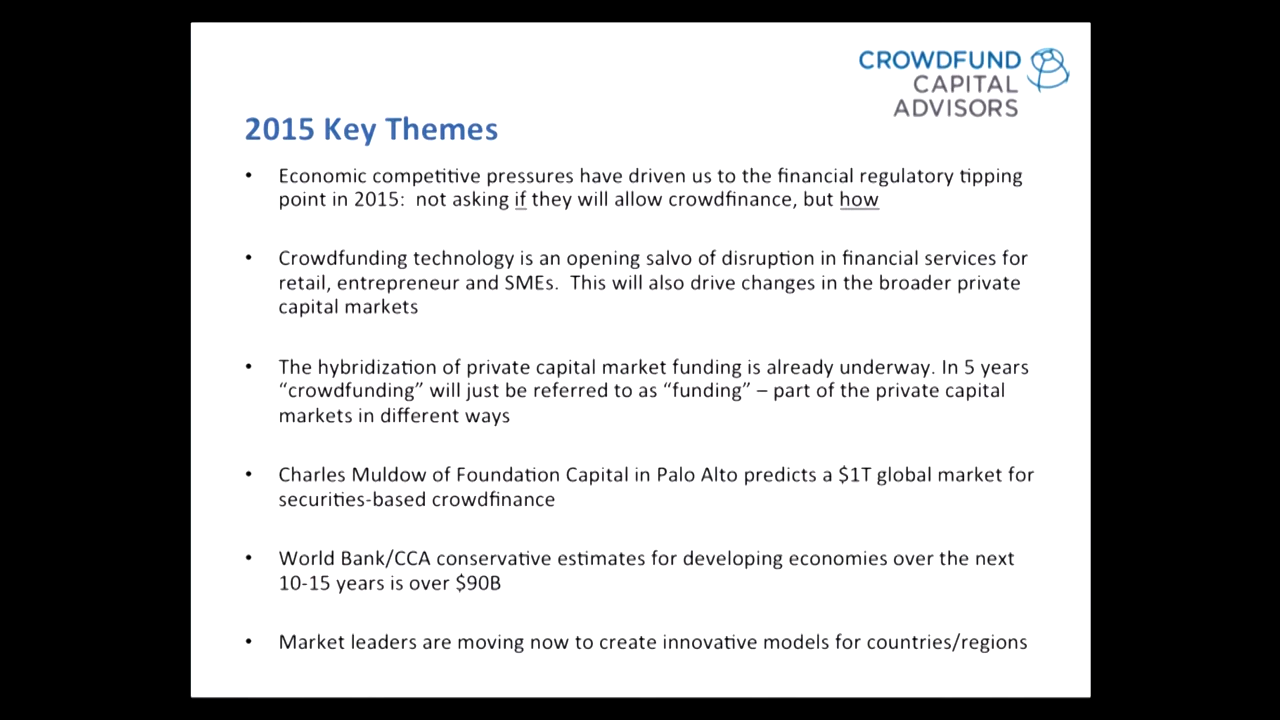 CROWDFUND
CAPITAL
ADVISORS
2015 Key Themes
• Economic competitive pressures have driven us to the financial regulatory tipping
point in 2015:  not asking if they will allow crowdfinance, but how
• Crowdfunding technology is an opening salvo of disruption in financial services for
retail, entrepreneur and SMEs.  This will also drive changes in the broader private
capital markets
• The hybridization of private capital market funding is already underway. In 5 years
“crowdfunding” will just be referred to as “funding” – part of the private capital
markets in different ways
• Charles Muldow of Foundation Capital in Palo Alto predicts a $1T global market for
securities-based crowdfinance
• World Bank/CCA conservative estimates for developing economies over the next
10-15 years is over $90B
• Market leaders are moving now to create innovative models for countries/regions